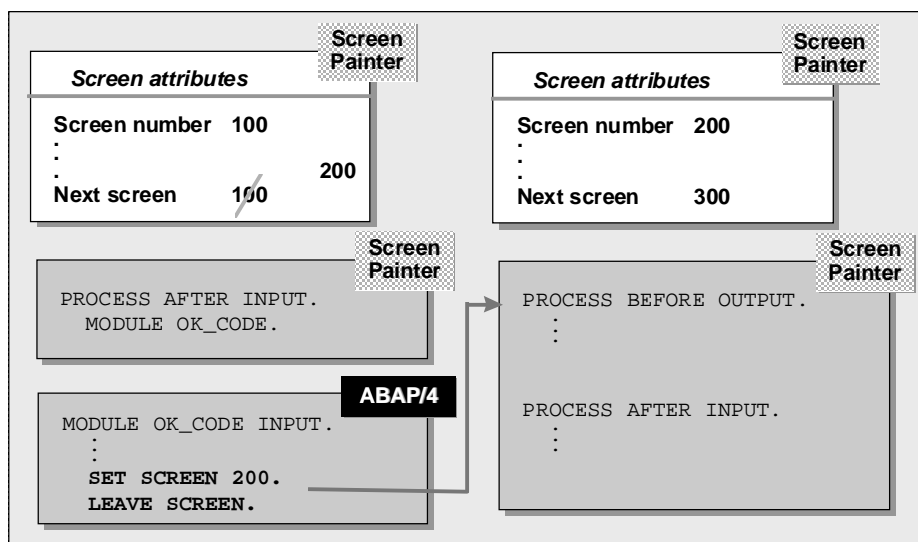 Screen
Painter
Screen attributes
Screen number 100
.
.
.
200
Next screen 100
Screen
Painter
Screen attributes
Screen number 200
.
.
.
Next screen 300
Screen
Painter
PROCESS AFTER INPUT.
MODULE OK_CODE.
ABAP/4
MODULE OK_CODE INPUT.
:
SET SCREEN 200.
LEAVE SCREEN.
Screen
Painter
PROCESS BEFORE OUTPUT.
:
PROCESS AFTER INPUT.
: